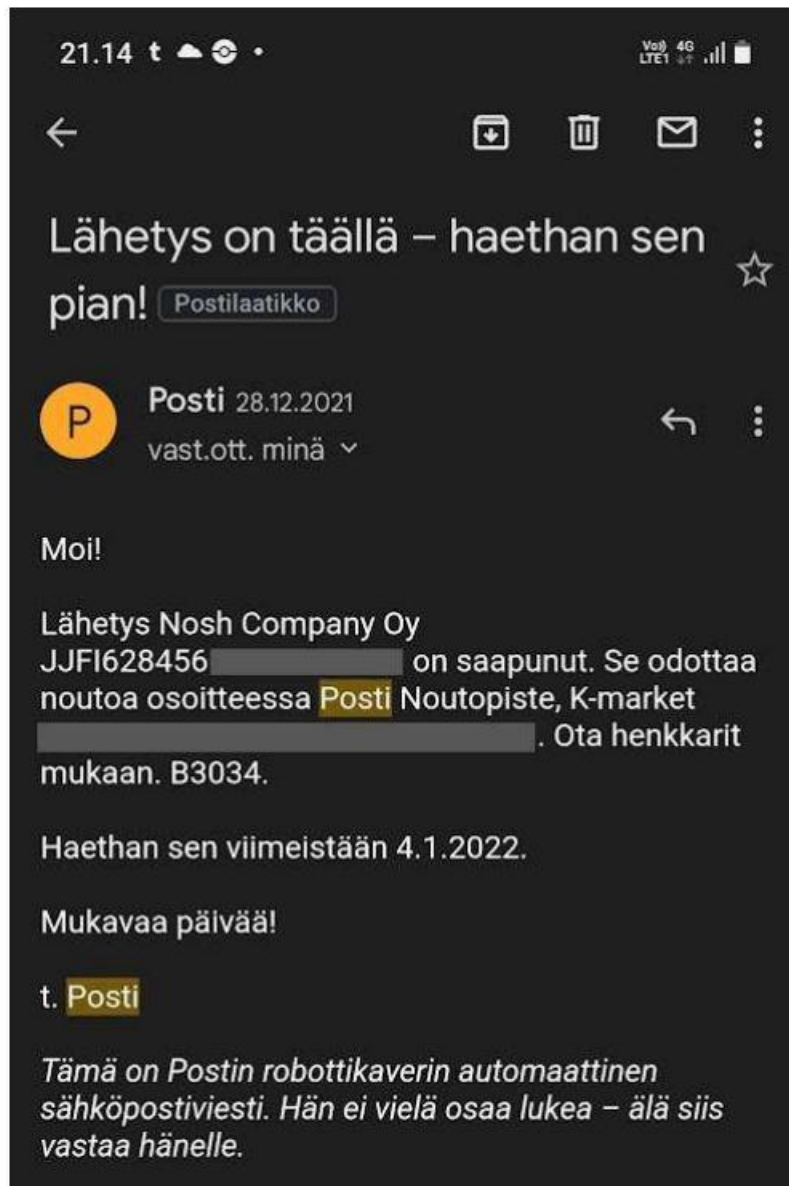 21.14 t
Vo)) 4G
LTE1
Lähetys on täällä – haethan sen
pian! Postilaatikko
P
Posti 28.12.2021
vast.ott. minä
Moi!
Lähetys Nosh Company Oy
JJFI628456 on saapunut. Se odottaa
noutoa osoitteessa Posti Noutopiste, K-market
. Ota henkkarit
mukaan. B3034.
Haethan sen viimeistään 4.1.2022.
Mukavaa päivää!
t. Posti
Tämä on Postin robottikaverin automaattinen
sähköpostiviesti. Hän ei vielä osaa lukea – älä siis
vastaa hänelle.